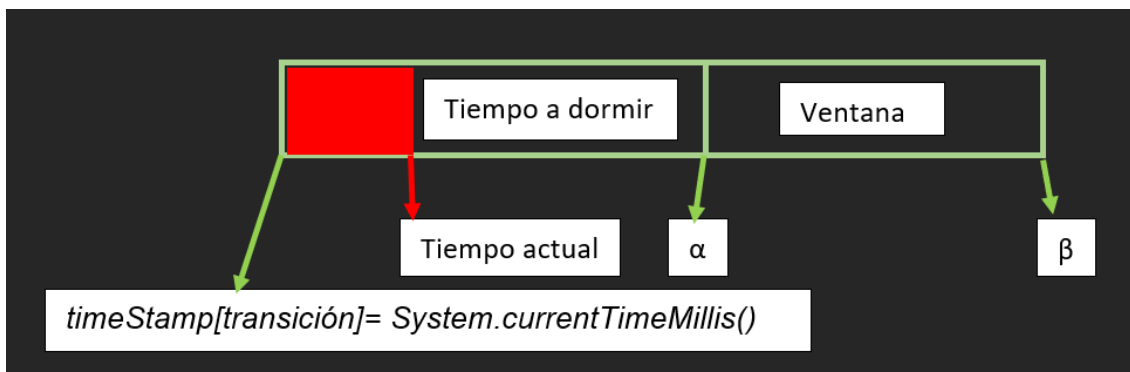 Tiempo a dormir
Ventana
Tiempo actual
α
β
timeStamp[transición]= System.currentTimeMillis()